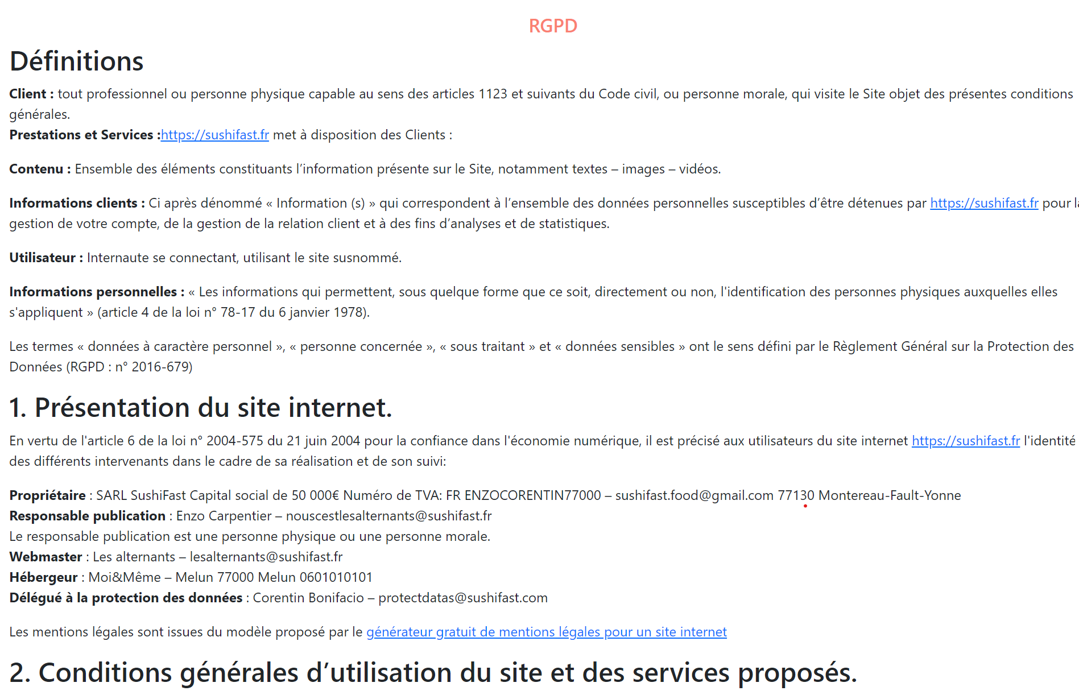 RGPD
Définitions
Client : tout professionnel ou personne physique capable au sens des articles 1123 et suivants du Code civil, ou personne morale, qui visite le Site objet des présentes conditions
générales.
Prestations et Services :https://sushifast.fr met à disposition des Clients :
Contenu : Ensemble des éléments constituants l’information présente sur le Site, notamment textes – images – vidéos.
Informations clients : Ci après dénommé « Information (s) » qui correspondent à l’ensemble des données personnelles susceptibles d’être détenues par https://sushifast.fr pour la
gestion de votre compte, de la gestion de la relation client et à des fins d’analyses et de statistiques.
Utilisateur : Internaute se connectant, utilisant le site susnommé.
Informations personnelles : « Les informations qui permettent, sous quelque forme que ce soit, directement ou non, l'identification des personnes physiques auxquelles elles
s'appliquent » (article 4 de la loi n° 78-17 du 6 janvier 1978).
Les termes « données à caractère personnel », « personne concernée », « sous traitant » et « données sensibles » ont le sens défini par le Règlement Général sur la Protection des
Données (RGPD : n° 2016-679)
1. Présentation du site internet.
En vertu de l'article 6 de la loi n° 2004-575 du 21 juin 2004 pour la confiance dans l'économie numérique, il est précisé aux utilisateurs du site internet https://sushifast.fr l'identité
des différents intervenants dans le cadre de sa réalisation et de son suivi:
Propriétaire : SARL SushiFast Capital social de 50 000€ Numéro de TVA: FR ENZOCORENTIN77000 – sushifast.food@gmail.com 77130 Montereau-Fault-Yonne
Responsable publication : Enzo Carpentier – nouscestlesalternants@sushifast.fr
Le responsable publication est une personne physique ou une personne morale.
Webmaster : Les alternants – lesalternants@sushifast.fr
Hébergeur : Moi&Même – Melun 77000 Melun 0601010101
Délégué à la protection des données : Corentin Bonifacio – protectdatas@sushifast.com
Les mentions légales sont issues du modèle proposé par le générateur gratuit de mentions légales pour un site internet
2. Conditions générales d’utilisation du site et des services proposés.